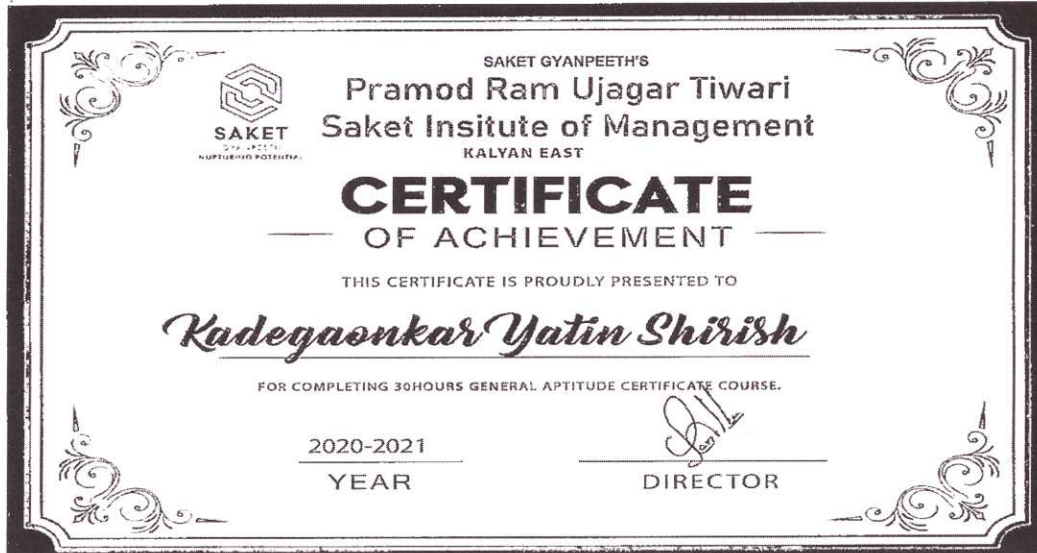 SAKET GYANPEETH'S
Pramod Ram Ujagar Tiwari
Saket Insitute of Management
KALYAN EAST
SAKET
GYANPEETH
NURTURING POTENTIAL
CERTIFICATE
OF ACHIEVEMENT
THIS CERTIFICATE IS PROUDLY PRESENTED TO
Kadegaonkar Yatin Shirish
FOR COMPLETING 30HOURS GENERAL APTITUDE CERTIFICATE COURSE.
2020-2021
YEAR
DIRECTOR